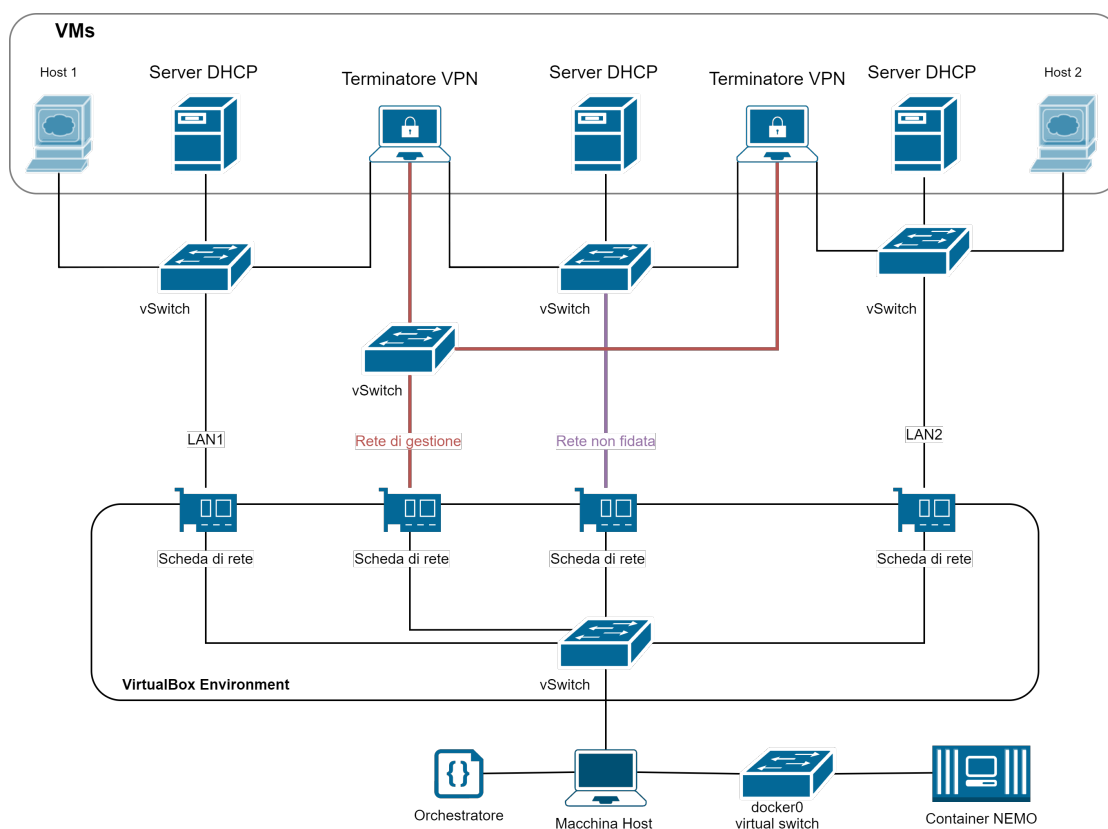 VMs
Host 1
Server DHCP
Terminatore VPN
Server DHCP
Terminatore VPN
Server DHCP
Host 2
vSwitch
vSwitch
vSwitch
vSwitch
LAN1
Rete di gestione
Rete non fidata
LAN2
Scheda di rete
Scheda di rete
Scheda di rete
Scheda di rete
VirtualBox Environment
vSwitch
Orchestratore
Macchina Host
docker0
virtual switch
Container NEMO